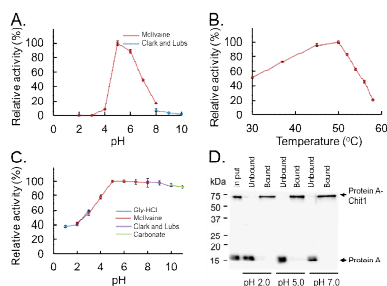 A.
Relative activity (%)
100
80
60
40
20
0
McIlvaine
Clark and Lubs
0 2 4 6 8 10
pH
B.
Relative activity (%)
100
80
60
40
20
0
30 40 50 60
Temperature (°C)
C.
Relative activity (%)
100
80
60
40
20
0
Gly-HCl
McIlvaine
Clark and Lubs
Carbonate
0 2 4 6 8 10
pH
D.
Input
Unbound
Bound
Unbound
Bound
Unbound
Bound
kDa
75
50
37
25
20
15
Protein A-
Chit1
Protein A
pH 2.0 pH 5.0 pH 7.0